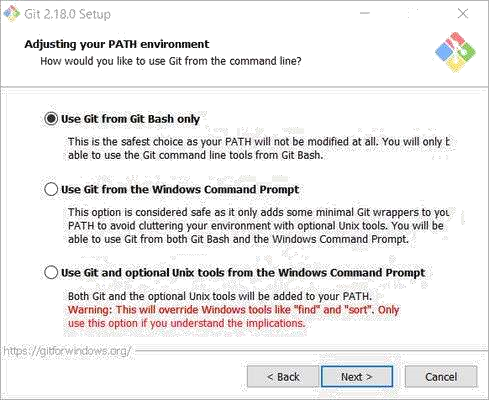 Git 2.18.0 Setup
Adjusting your PATH environment
How would you like to use Git from the command line?
Use Git from Git Bash only
This is the safest choice as your PATH will not be modified at all. You will only
able to use the Git command line tools from Git Bash.
Use Git from the Windows Command Prompt
This option is considered safe as it only adds some minimal Git wrappers to
PATH to avoid cluttering your environment with optional Unix tools. You will be
able to use Git from both Git Bash and the Windows Command Prompt.
Use Git and optional Unix tools from the Windows Command Prompt
Both Git and the optional Unix tools will be added to your PATH.
Warning: This will override Windows tools like "find" and "sort". Only
use this option if you understand the implications.
https://gitforwindows.org/
< Back
Next >
Cancel